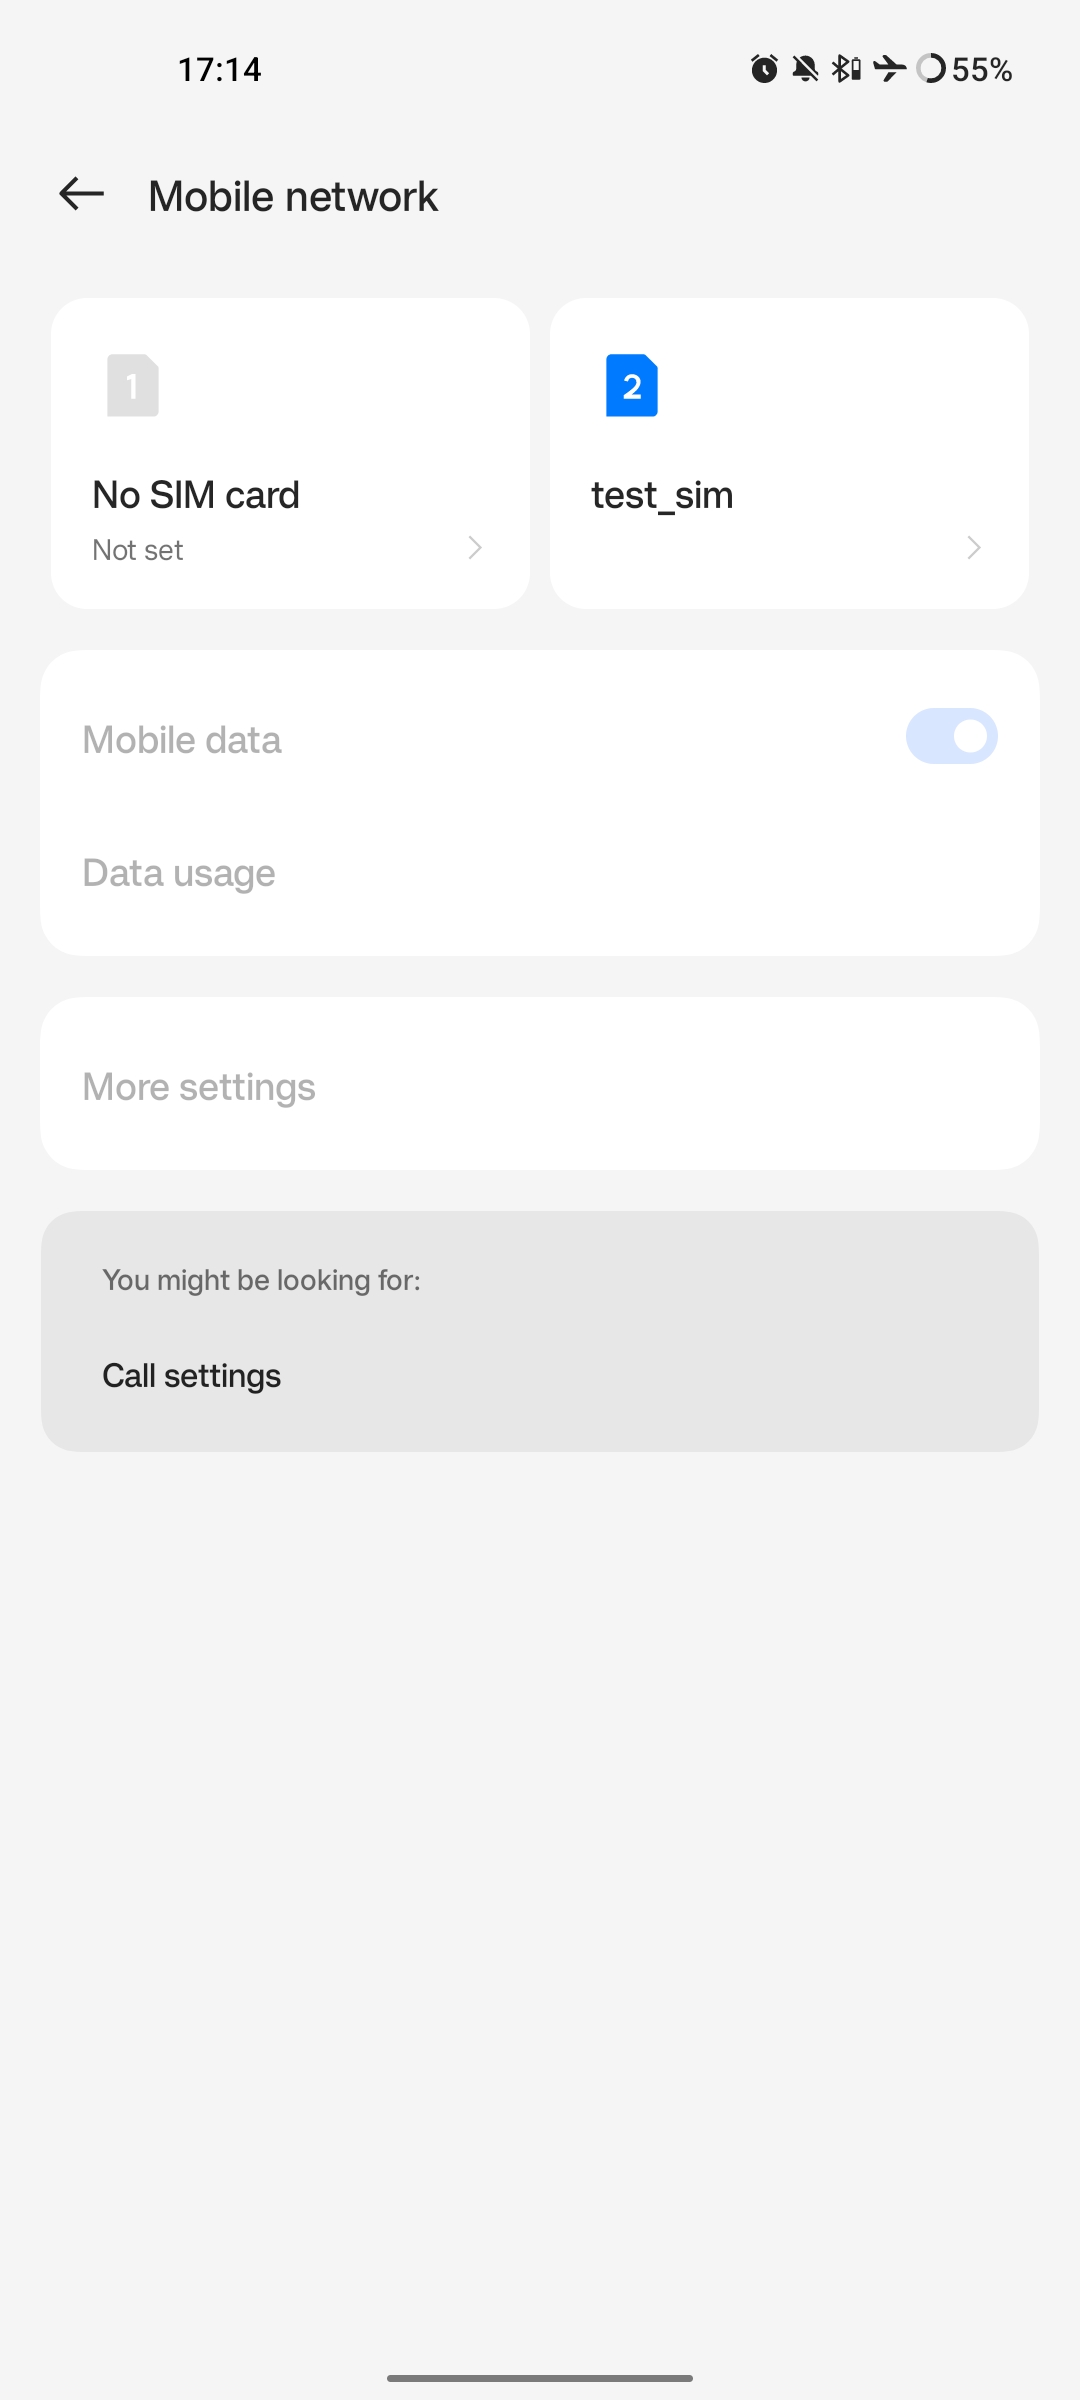 17:14 55%
Mobile network
1
2
No SIM card
test_sim
Not set
Mobile data
Data usage
More settings
You might be looking for:
Call settings